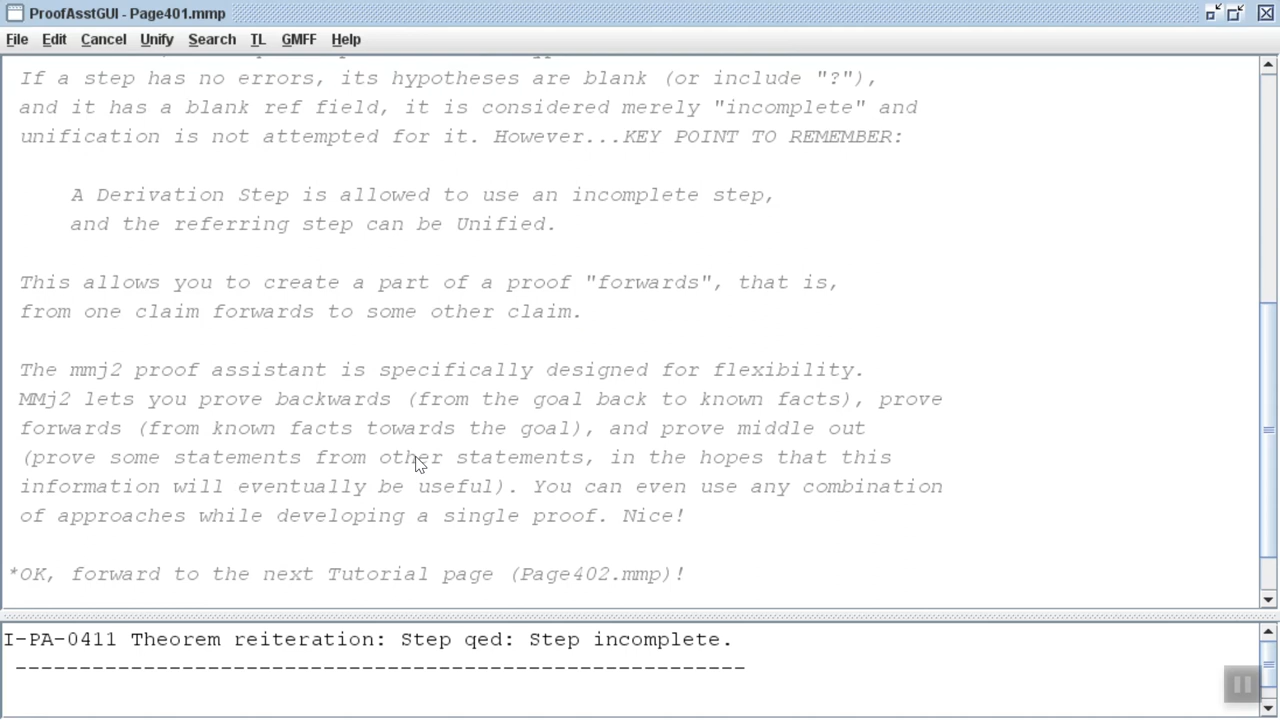 ProofAsstGUI - Page401.mmp
File Edit Cancel Unify Search TL GMFF Help
If a step has no errors, its hypotheses are blank (or include "?"),
and it has a blank ref field, it is considered merely "incomplete" and
unification is not attempted for it. However...KEY POINT TO REMEMBER:
A Derivation Step is allowed to use an incomplete step,
and the referring step can be Unified.
This allows you to create a part of a proof "forwards", that is,
from one claim forwards to some other claim.
The mmj2 proof assistant is specifically designed for flexibility.
MMj2 lets you prove backwards (from the goal back to known facts), prove
forwards (from known facts towards the goal), and prove middle out
(prove some statements from other statements, in the hopes that this
information will eventually be useful). You can even use any combination
of approaches while developing a single proof. Nice!
*OK, forward to the next Tutorial page (Page402.mmp)!
I-PA-0411 Theorem reiteration: Step qed: Step incomplete.
---------------------------------------------------------